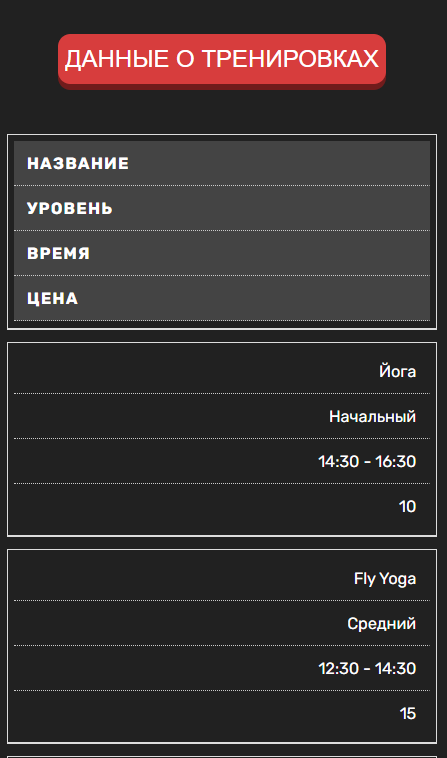 ДАННЫЕ О ТРЕНИРОВКАХ
НАЗВАНИЕ
УРОВЕНЬ
ВРЕМЯ
ЦЕНА
Йога
Начальный
14:30 - 16:30
10
Fly Yoga
Средний
12:30 - 14:30
15